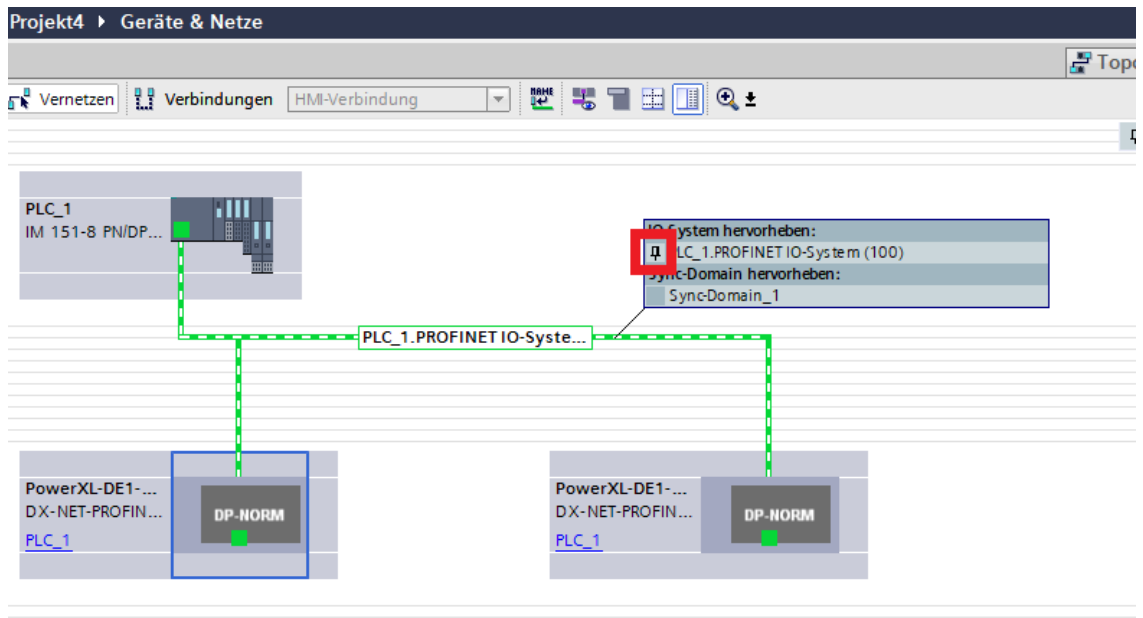 Projekt4 ▸ Geräte & Netze
Topo
Vernetzen Verbindungen HMI-Verbindung
NAME
PLC_1
IM 151-8 PN/DP...
IO-System hervorheben:
PLC_1.PROFINET IO-System (100)
Sync-Domain hervorheben:
Sync-Domain_1
PLC_1.PROFINET IO-Syste...
PowerXL-DE1-...
DX-NET-PROFIN...
PLC_1
DP-NORM
PowerXL-DE1-...
DX-NET-PROFIN...
PLC_1
DP-NORM